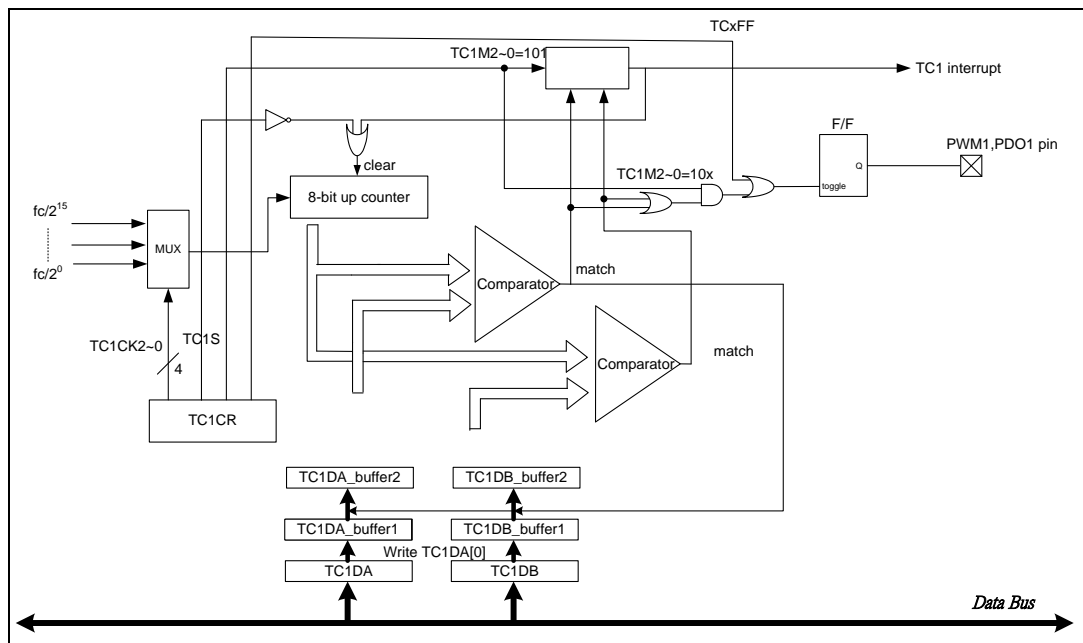 TCxFF
TC1M2~0=101
TC1 interrupt
F/F
PWM1,PDO1 pin
Q
toggle
clear
TC1M2~0=10x
8-bit up counter
fc/2¹⁵
MUX
fc/2⁰
match
Comparator
TC1CK2~0
TC1S
4
match
Comparator
TC1CR
TC1DA_buffer2
TC1DB_buffer2
TC1DA_buffer1
TC1DB_buffer1
Write TC1DA[0]
TC1DA
TC1DB
Data Bus